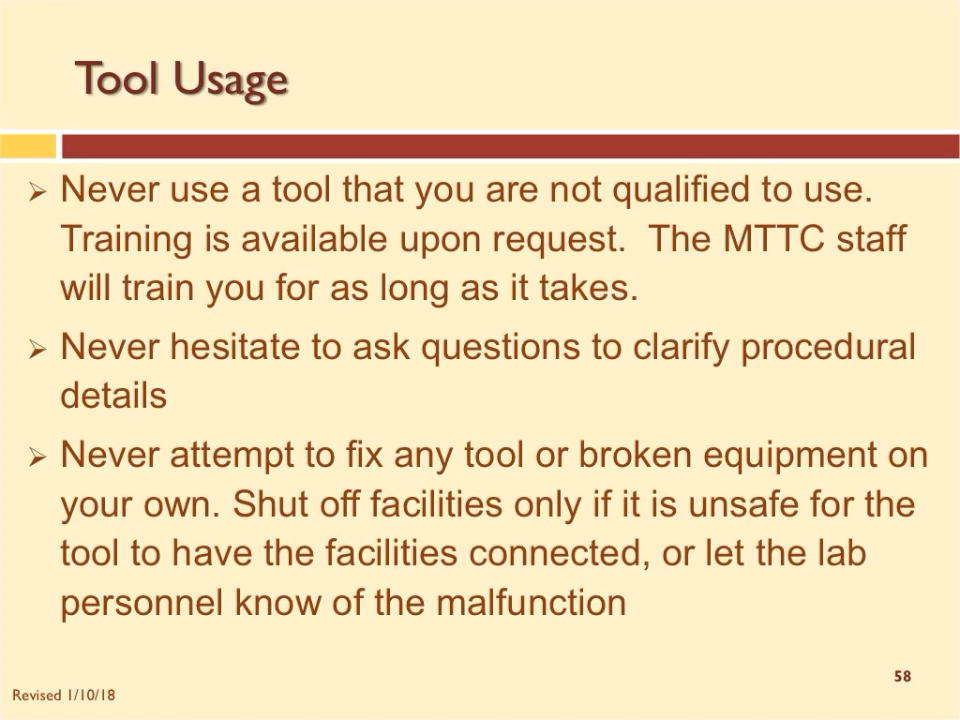 Tool Usage
➢ Never use a tool that you are not qualified to use.
Training is available upon request.  The MTTC staff
will train you for as long as it takes.
➢ Never hesitate to ask questions to clarify procedural
details
➢ Never attempt to fix any tool or broken equipment on
your own. Shut off facilities only if it is unsafe for the
tool to have the facilities connected, or let the lab
personnel know of the malfunction
58
Revised 1/10/18